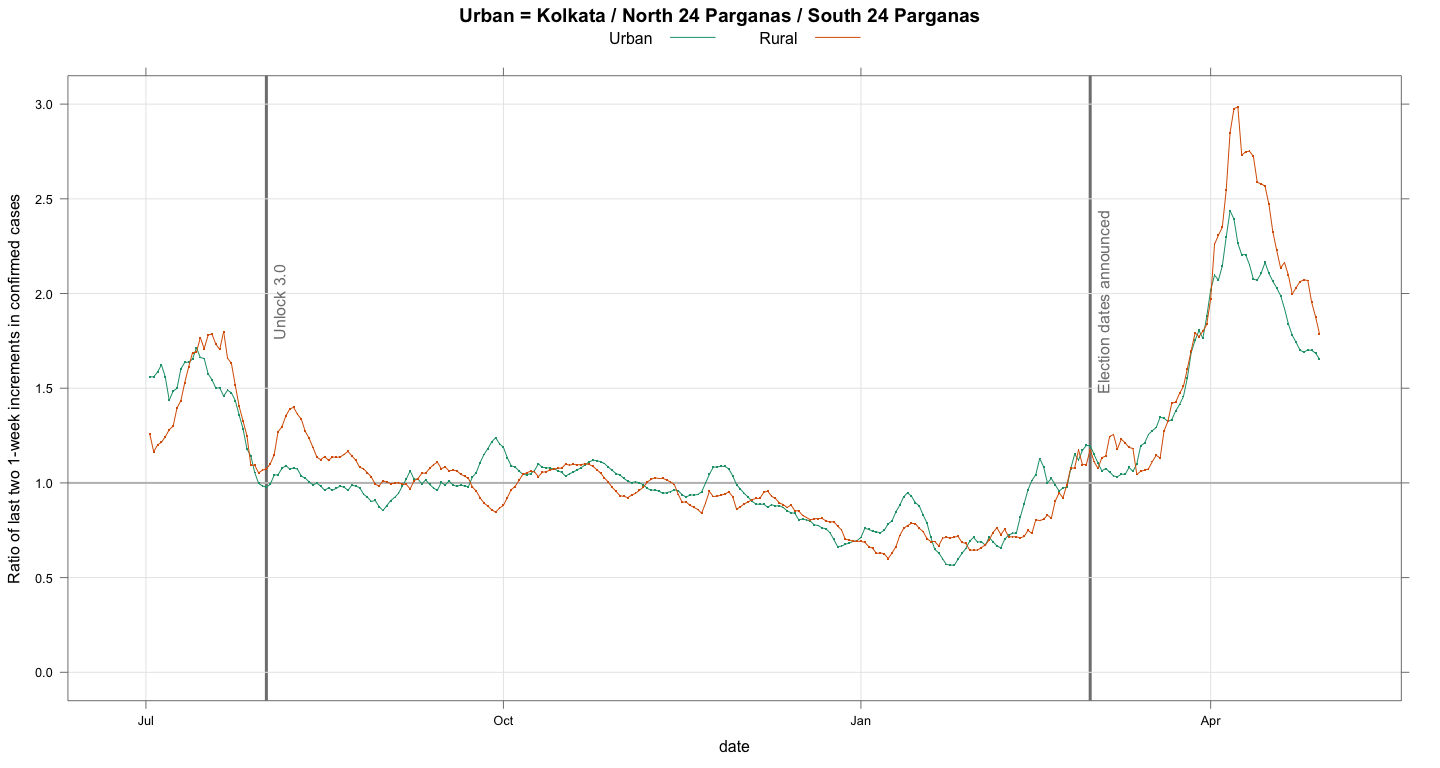 Urban = Kolkata / North 24 Parganas / South 24 Parganas
Urban Rural
Ratio of last two 1-week increments in confirmed cases
3.0
2.5
2.0
1.5
1.0
0.5
0.0
Unlock 3.0
Election dates announced
Jul Oct Jan Apr
date